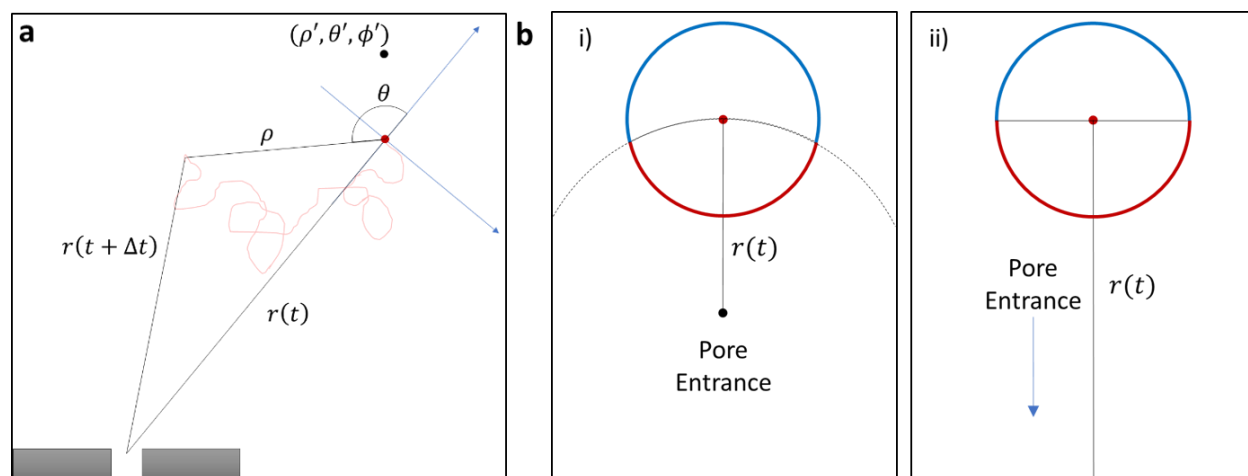 a
(ρ′, θ′, ϕ′)
θ
ρ
r(t + Δt)
r(t)
b
i)
r(t)
Pore
Entrance
ii)
Pore
Entrance
r(t)